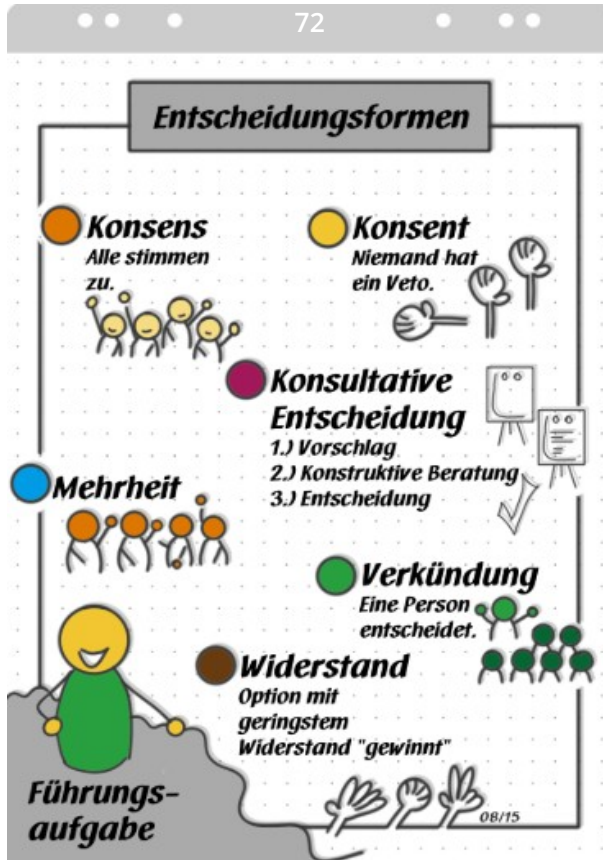 72
Entscheidungsformen
Konsens
Alle stimmen
zu.
Konsent
Niemand hat
ein Veto.
Konsultative
Entscheidung
1.) Vorschlag
2.) Konstruktive Beratung
3.) Entscheidung
Mehrheit
Verkündung
Eine Person
entscheidet.
Widerstand
Option mit
geringstem
Widerstand "gewinnt"
Führungs-
aufgabe
08/15